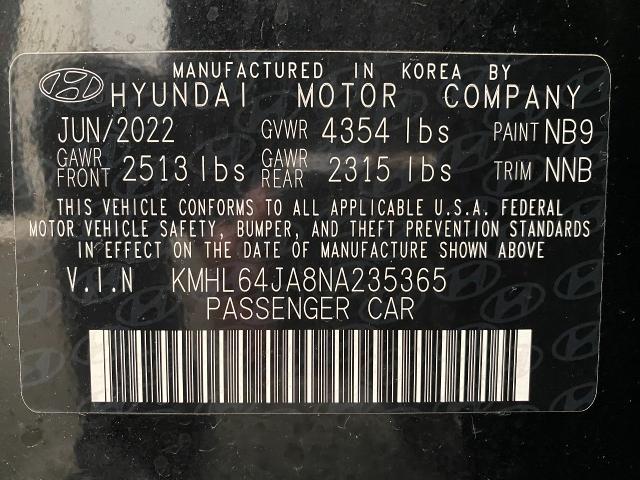 MANUFACTURED IN KOREA BY
HYUNDAI MOTOR COMPANY
JUN/2022 GVWR 4354 lbs PAINT NB9
GAWR FRONT 2513 lbs GAWR REAR 2315 lbs TRIM NNB
THIS VEHICLE CONFORMS TO ALL APPLICABLE U.S.A. FEDERAL
MOTOR VEHICLE SAFETY, BUMPER, AND THEFT PREVENTION STANDARDS
IN EFFECT ON THE DATE OF MANUFACTURE SHOWN ABOVE
V.I.N KMHL64JA8NA235365
PASSENGER CAR